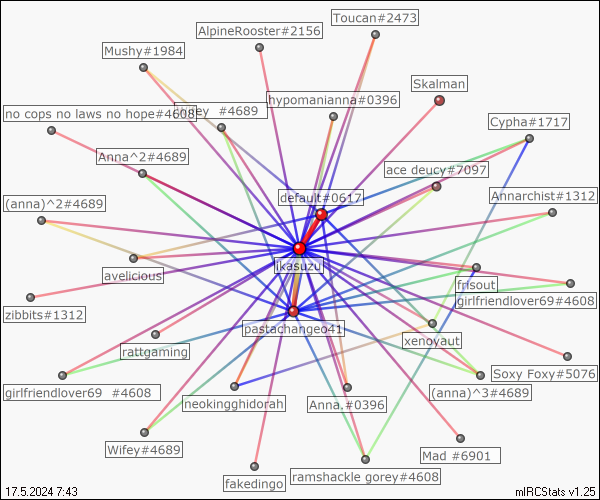 Toucan#2473
AlpineRooster#2156
Mushy#1984
Skalman
hypomanianna#0396
no cops no laws no hope#4608
#4689
Cypha#1717
Anna^2#4689
ace deucy#7097
default#0617
Annarchist#1312
(anna)^2#4689
ikasuzu
avelicious
frisout
girlfriendlover69#4608
zibbits#1312
pastachangeo41
xenoyaut
rattgaming
Soxy Foxy#5076
girlfriendlover69 #4608
neokingghidorah
Anna.#0396
(anna)^3#4689
Wifey#4689
Mad #6901
fakedingo
ramshackle gorey#4608
17.5.2024 7:43
mIRCStats v1.25